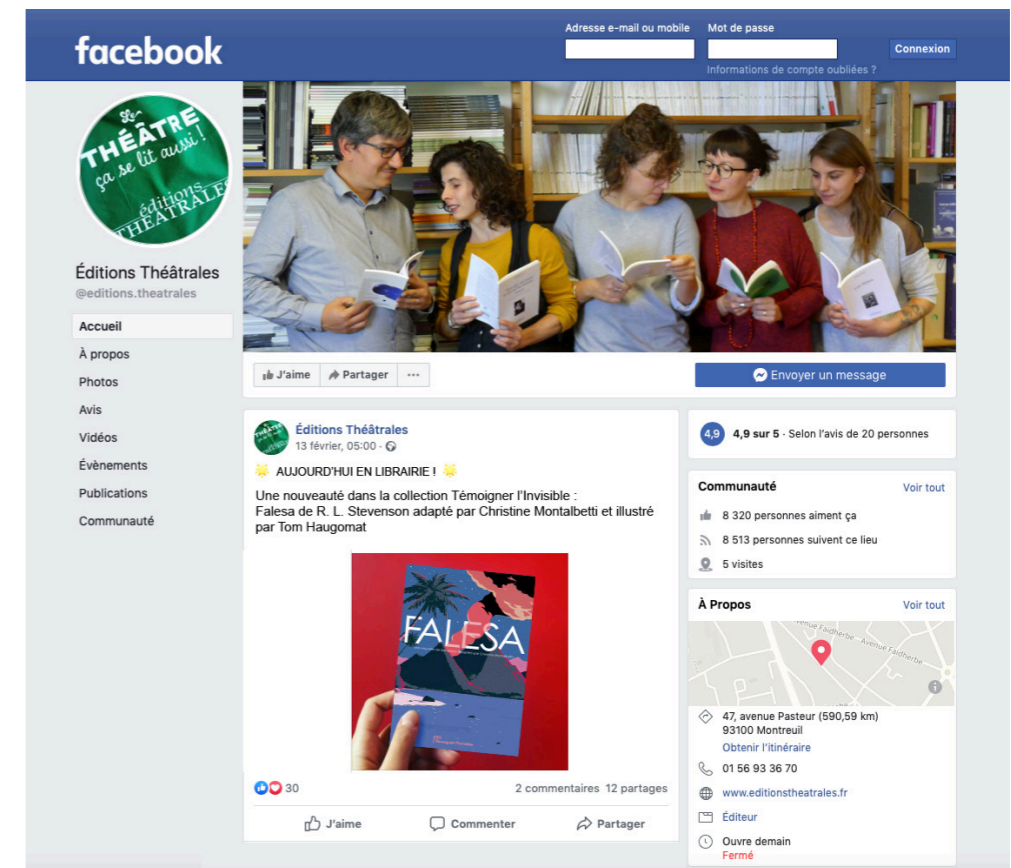 facebook
Adresse e-mail ou mobile
Mot de passe
Connexion
Informations de compte oubliées ?
Le
THÉÂTRE
ça se lit aussi !
éditions
THÉÂTRALES
Éditions Théâtrales
@editions.theatrales
Accueil
À propos
Photos
Avis
Vidéos
Évènements
Publications
Communauté
J'aime
Partager
Envoyer un message
Éditions Théâtrales
13 février, 05:00
AUJOURD'HUI EN LIBRAIRIE !
Une nouveauté dans la collection Témoigner l'Invisible :
Falesa de R. L. Stevenson adapté par Christine Montalbetti et illustré
par Tom Haugomat
FALESA
30
2 commentaires 12 partages
J'aime
Commenter
Partager
4,9
4,9 sur 5 · Selon l'avis de 20 personnes
Communauté
Voir tout
8 320 personnes aiment ça
8 513 personnes suivent ce lieu
5 visites
À Propos
Voir tout
Avenue Faidherbe
Avenue Faidherbe
47, avenue Pasteur (590,59 km)
93100 Montreuil
Obtenir l'itinéraire
01 56 93 36 70
www.editionstheatrales.fr
Éditeur
Ouvre demain
Fermé